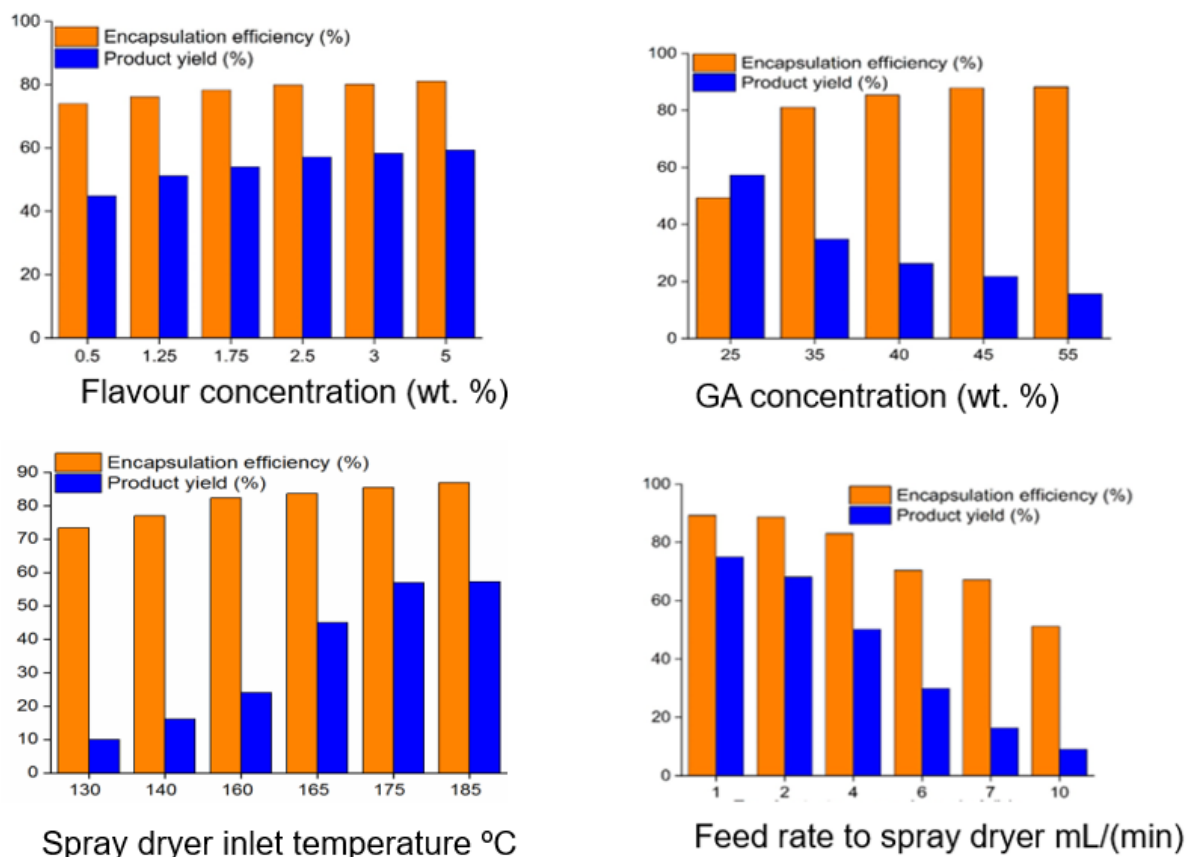 100
80
60
40
20
0
Encapsulation efficiency (%)
Product yield (%)
0.5 1.25 1.75 2.5 3 5
Flavour concentration (wt. %)
100
80
60
40
20
0
Encapsulation efficiency (%)
Product yield (%)
25 35 40 45 55
GA concentration (wt. %)
90
80
70
60
50
40
30
20
10
0
Encapsulation efficiency (%)
Product yield (%)
130 140 160 165 175 185
Spray dryer inlet temperature ºC
100
80
60
40
20
0
Encapsulation efficiency (%)
Product yield (%)
1 2 4 6 7 10
Feed rate to spray dryer mL/(min)